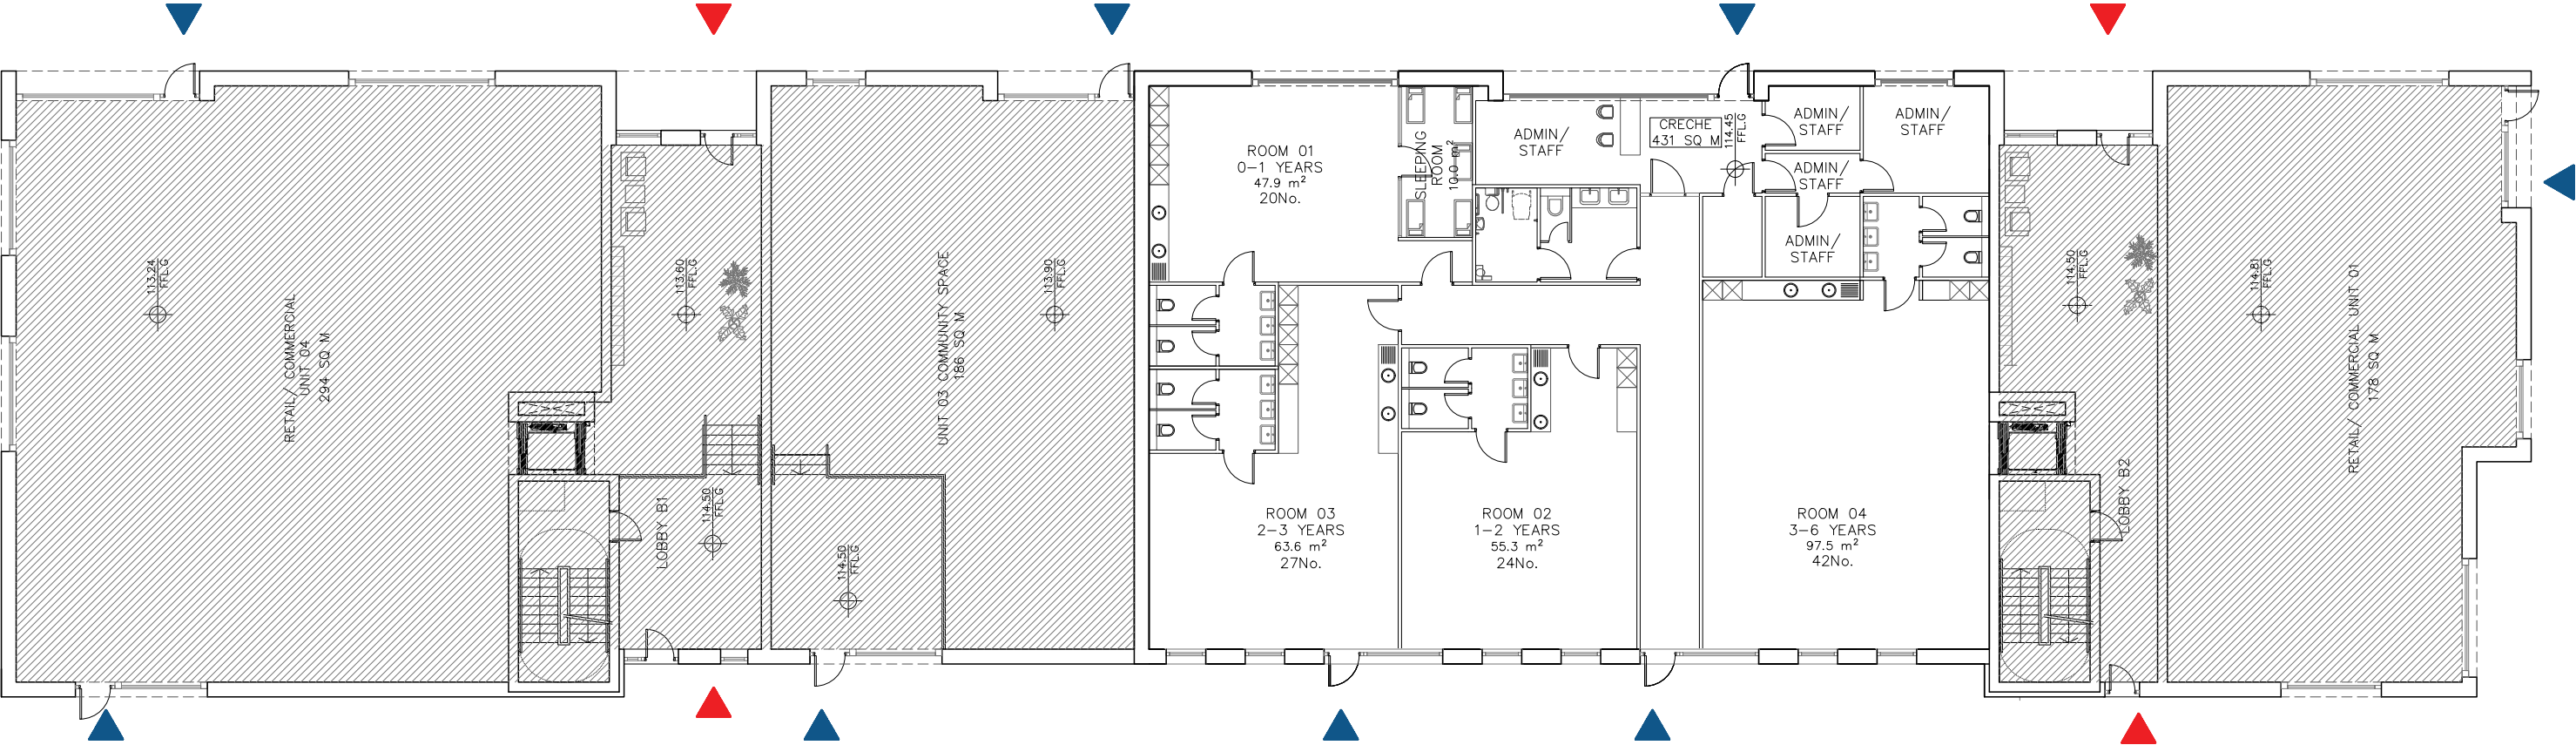 113.24
FFL.G
RETAIL/ COMMERCIAL
UNIT 04
294 SQ M
113.60
FFL.G
LOBBY B1
114.50
FFL.G
UNIT 03 COMMUNITY SPACE
186 SQ M
113.90
FFL.G
114.50
FFL.G
ROOM 01
0-1 YEARS
47.9 m²
20No.
SLEEPING
ROOM
10.0 m²
ADMIN/
STAFF
CRECHE
431 SQ M
114.45
FFL.G
ADMIN/
STAFF
ADMIN/
STAFF
ADMIN/
STAFF
ADMIN/
STAFF
ROOM 03
2-3 YEARS
63.6 m²
27No.
ROOM 02
1-2 YEARS
55.3 m²
24No.
ROOM 04
3-6 YEARS
97.5 m²
42No.
114.50
FFL.G
LOBBY B2
114.81
FFL.G
RETAIL/ COMMERCIAL UNIT 01
178 SQ M